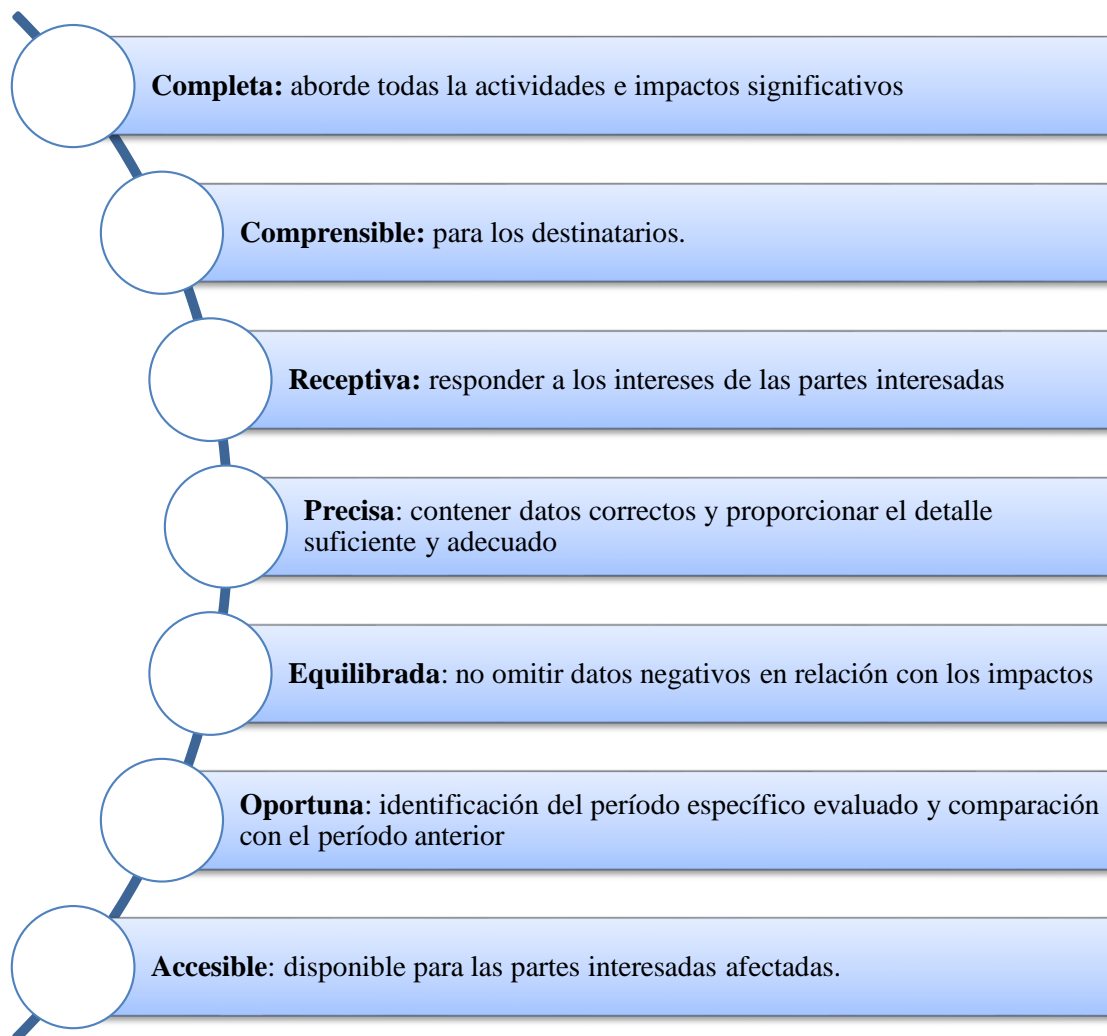 Completa: aborde todas la actividades e impactos significativos
Comprensible: para los destinatarios.
Receptiva: responder a los intereses de las partes interesadas
Precisa: contener datos correctos y proporcionar el detalle
suficiente y adecuado
Equilibrada: no omitir datos negativos en relación con los impactos
Oportuna: identificación del período específico evaluado y comparación
con el período anterior
Accesible: disponible para las partes interesadas afectadas.